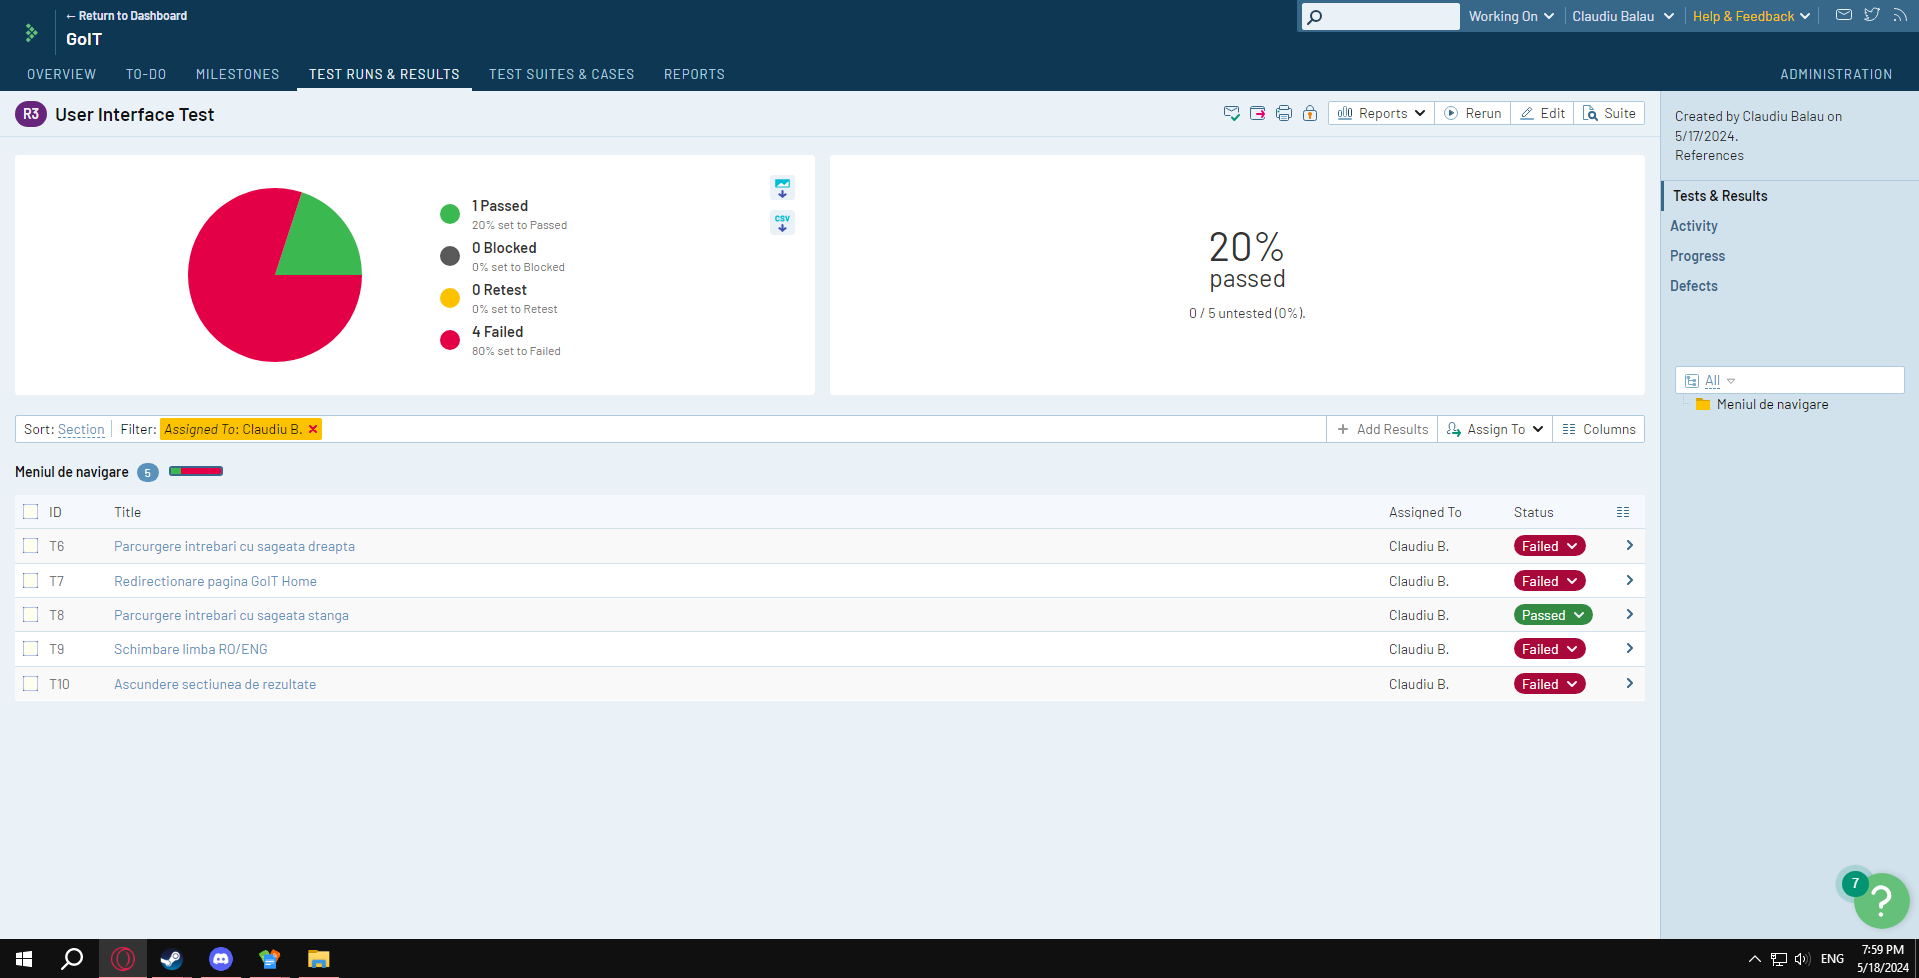 ← Return to Dashboard
GoIT
Working On
Claudiu Balau
Help & Feedback
OVERVIEW
TO-DO
MILESTONES
TEST RUNS & RESULTS
TEST SUITES & CASES
REPORTS
ADMINISTRATION
R3 User Interface Test
Reports
Rerun
Edit
Suite
Created by Claudiu Balau on
5/17/2024.
References
Tests & Results
Activity
Progress
Defects
All
Meniul de navigare
1 Passed
20% set to Passed
0 Blocked
0% set to Blocked
0 Retest
0% set to Retest
4 Failed
80% set to Failed
CSV
20%
passed
0 / 5 untested (0%).
Sort: Section
Filter: Assigned To: Claudiu B.
Add Results
Assign To
Columns
Meniul de navigare 5
ID Title Assigned To Status
T6 Parcurgere intrebari cu sageata dreapta Claudiu B. Failed
T7 Redirectionare pagina GoIT Home Claudiu B. Failed
T8 Parcurgere intrebari cu sageata stanga Claudiu B. Passed
T9 Schimbare limba RO/ENG Claudiu B. Failed
T10 Ascundere sectiunea de rezultate Claudiu B. Failed
7
?
ENG
7:59 PM
5/18/2024